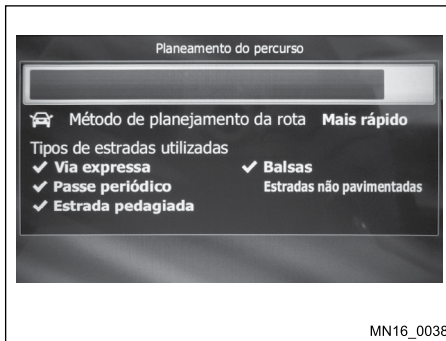 Planeamento do percurso
Método de planejamento da rota Mais rápido
Tipos de estradas utilizadas
Via expressa
Balsas
Passe periódico
Estradas não pavimentadas
Estrada pedagiada
MN16_0038